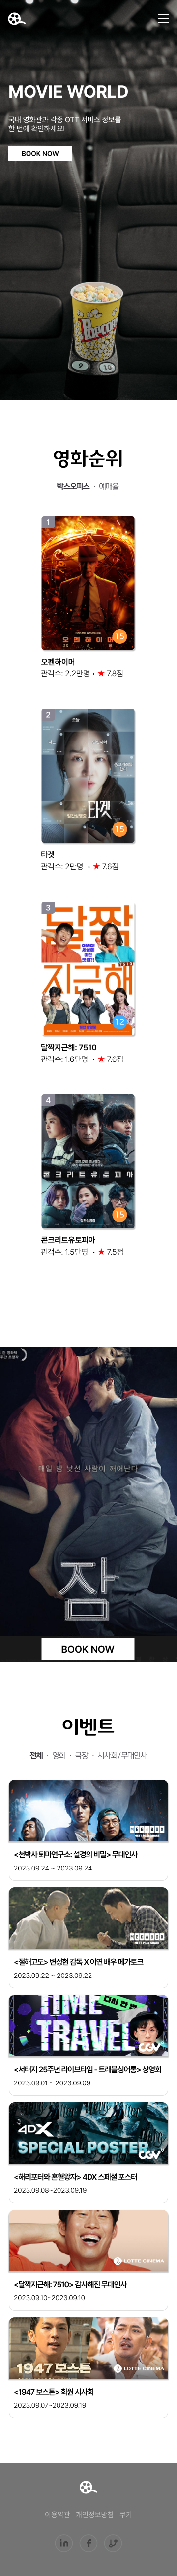 MOVIE WORLD
국내 영화관과 각종 OTT 서비스 정보를
한 번에 확인하세요!
BOOK NOW
POPCORN
영화순위
박스오피스 · 예매율
1
오펜하이머
15
오펜하이머
관객수: 2.2만명 • ★ 7.8점
2
타겟
15
타겟
관객수: 2만명 • ★ 7.6점
3
달짝
지근해
12
달짝지근해: 7510
관객수: 1.6만명 • ★ 7.6점
4
콘크리트 유토피아
15
콘크리트유토피아
관객수: 1.5만명 • ★ 7.5점
매일 밤 낯선 사람이 깨어난다
잠
BOOK NOW
이벤트
전체 · 영화 · 극장 · 시사회/무대인사
MEGABOX
<천박사 퇴마연구소: 설경의 비밀> 무대인사
2023.09.24 ~ 2023.09.24
MEGABOX
<절해고도> 변성현 감독 X 이연 배우 메가토크
2023.09.22 ~ 2023.09.22
THE
TRAVEL
CGV
<서태지 25주년 라이브타임 - 트래블싱어롱> 상영회
2023.09.01 ~ 2023.09.09
4DX
SPECIAL POSTER
CGV
<해리포터와 혼혈왕자> 4DX 스페셜 포스터
2023.09.08~2023.09.19
LOTTE CINEMA
<달짝지근해: 7510> 감사해진 무대인사
2023.09.10~2023.09.10
1947 보스톤
LOTTE CINEMA
<1947 보스톤> 회원 시사회
2023.09.07~2023.09.19
이용약관 개인정보방침 쿠키